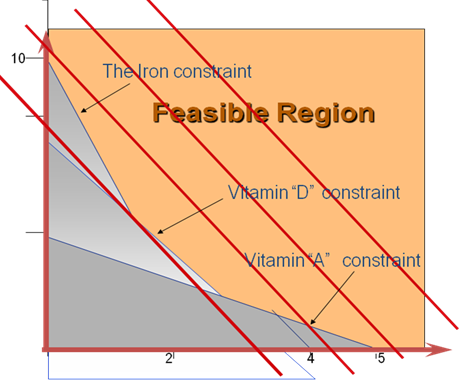 10
The Iron constraint
Feasible Region
Vitamin “D” constraint
Vitamin “A” constraint
2
4
5